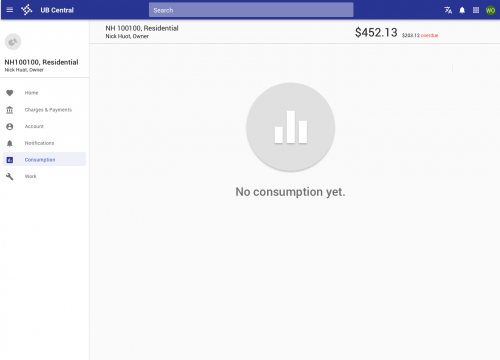 UB Central
Search
WO
NH100100, Residential
Nick Huot, Owner
Home
Charges & Payments
Account
Notifications
Consumption
Work
NH 100100, Residential
Nick Huot, Owner
$452.13
$203.12 overdue
No consumption yet.